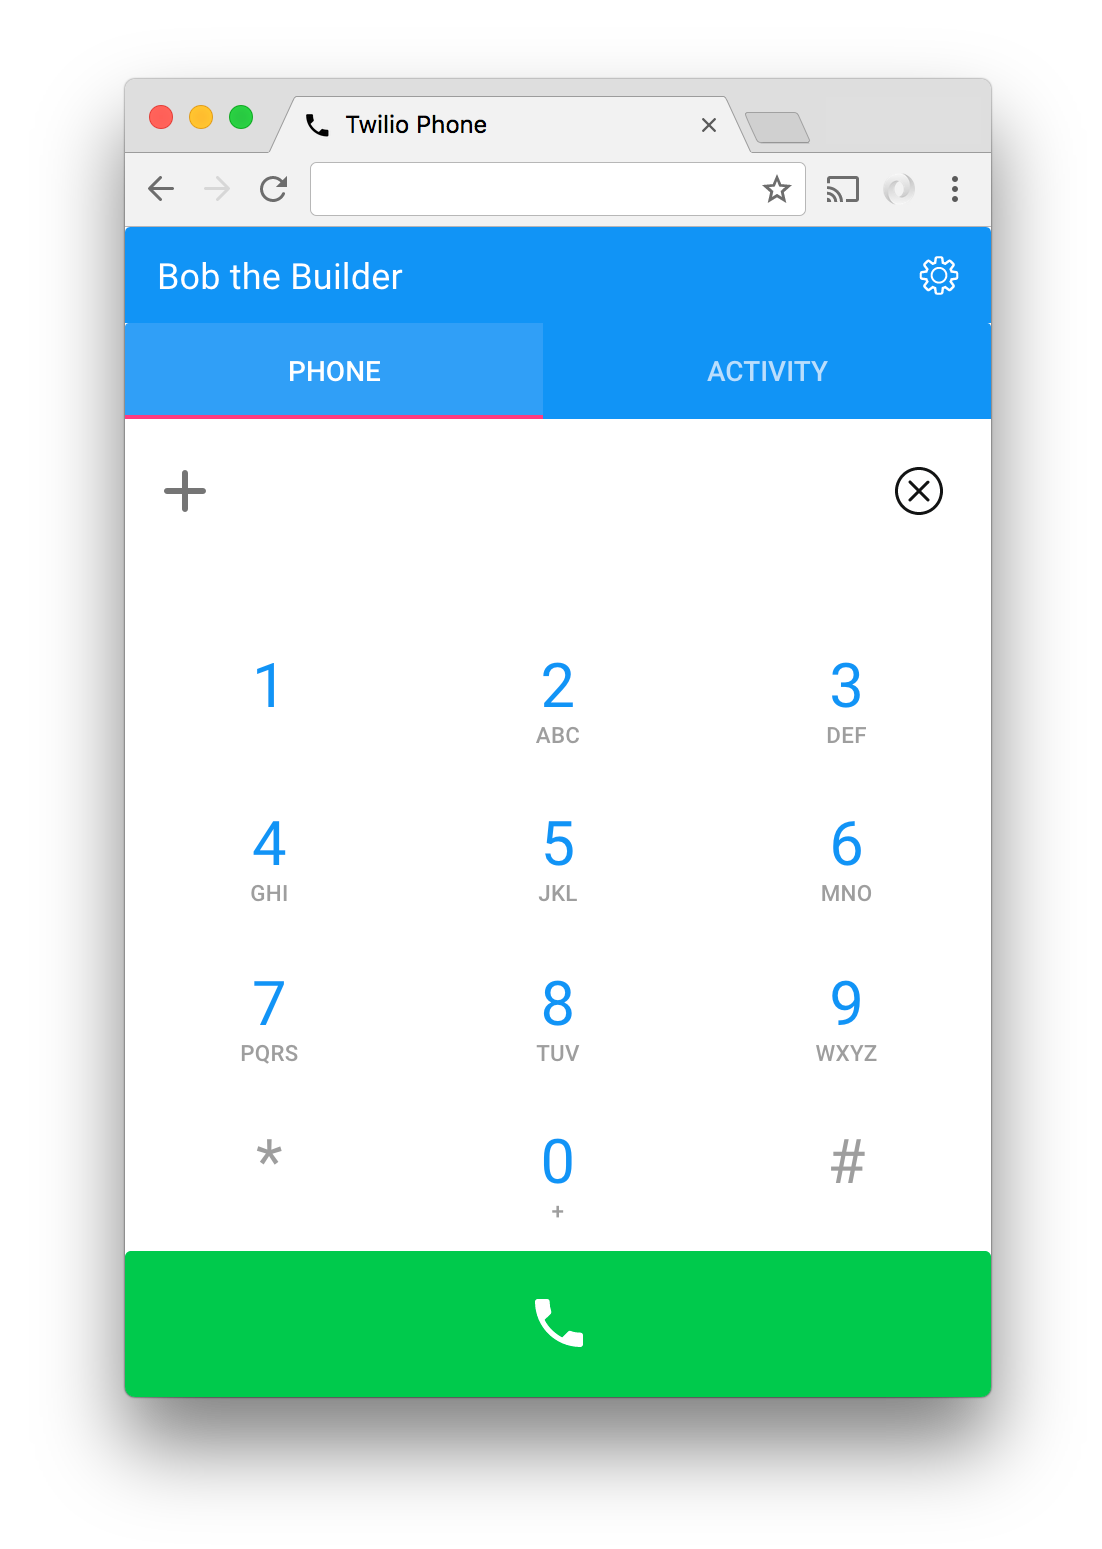 Twilio Phone
Bob the Builder
PHONE ACTIVITY
+
1 2 3
ABC DEF
4 5 6
GHI JKL MNO
7 8 9
PQRS TUV WXYZ
* 0 #
+